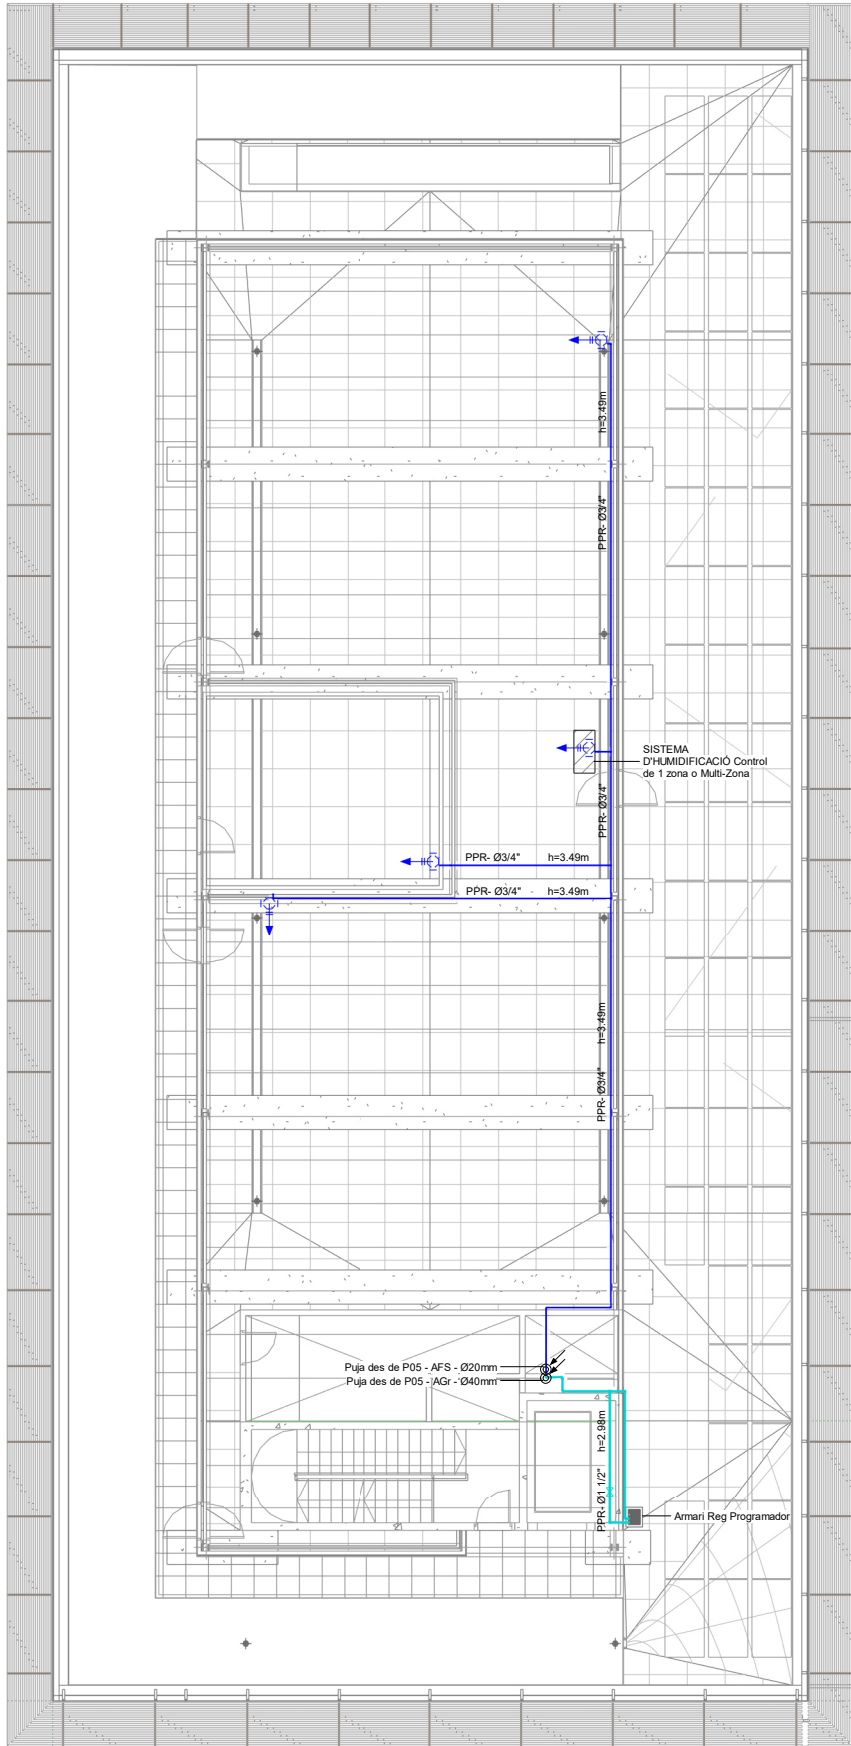 h=3.49m
PPR- Ø3/4"
SISTEMA
D'HUMIDIFICACIÓ Control
de 1 zona o Multi-Zona
PPR- Ø3/4"
PPR- Ø3/4" h=3.49m
PPR- Ø3/4" h=3.49m
h=3.49m
PPR- Ø3/4"
Puja des de P05 - AFS - Ø20mm
Puja des de P05 - AGr - Ø40mm
h=2.98m
PPR- Ø1 1/2"
Armari Reg Programador